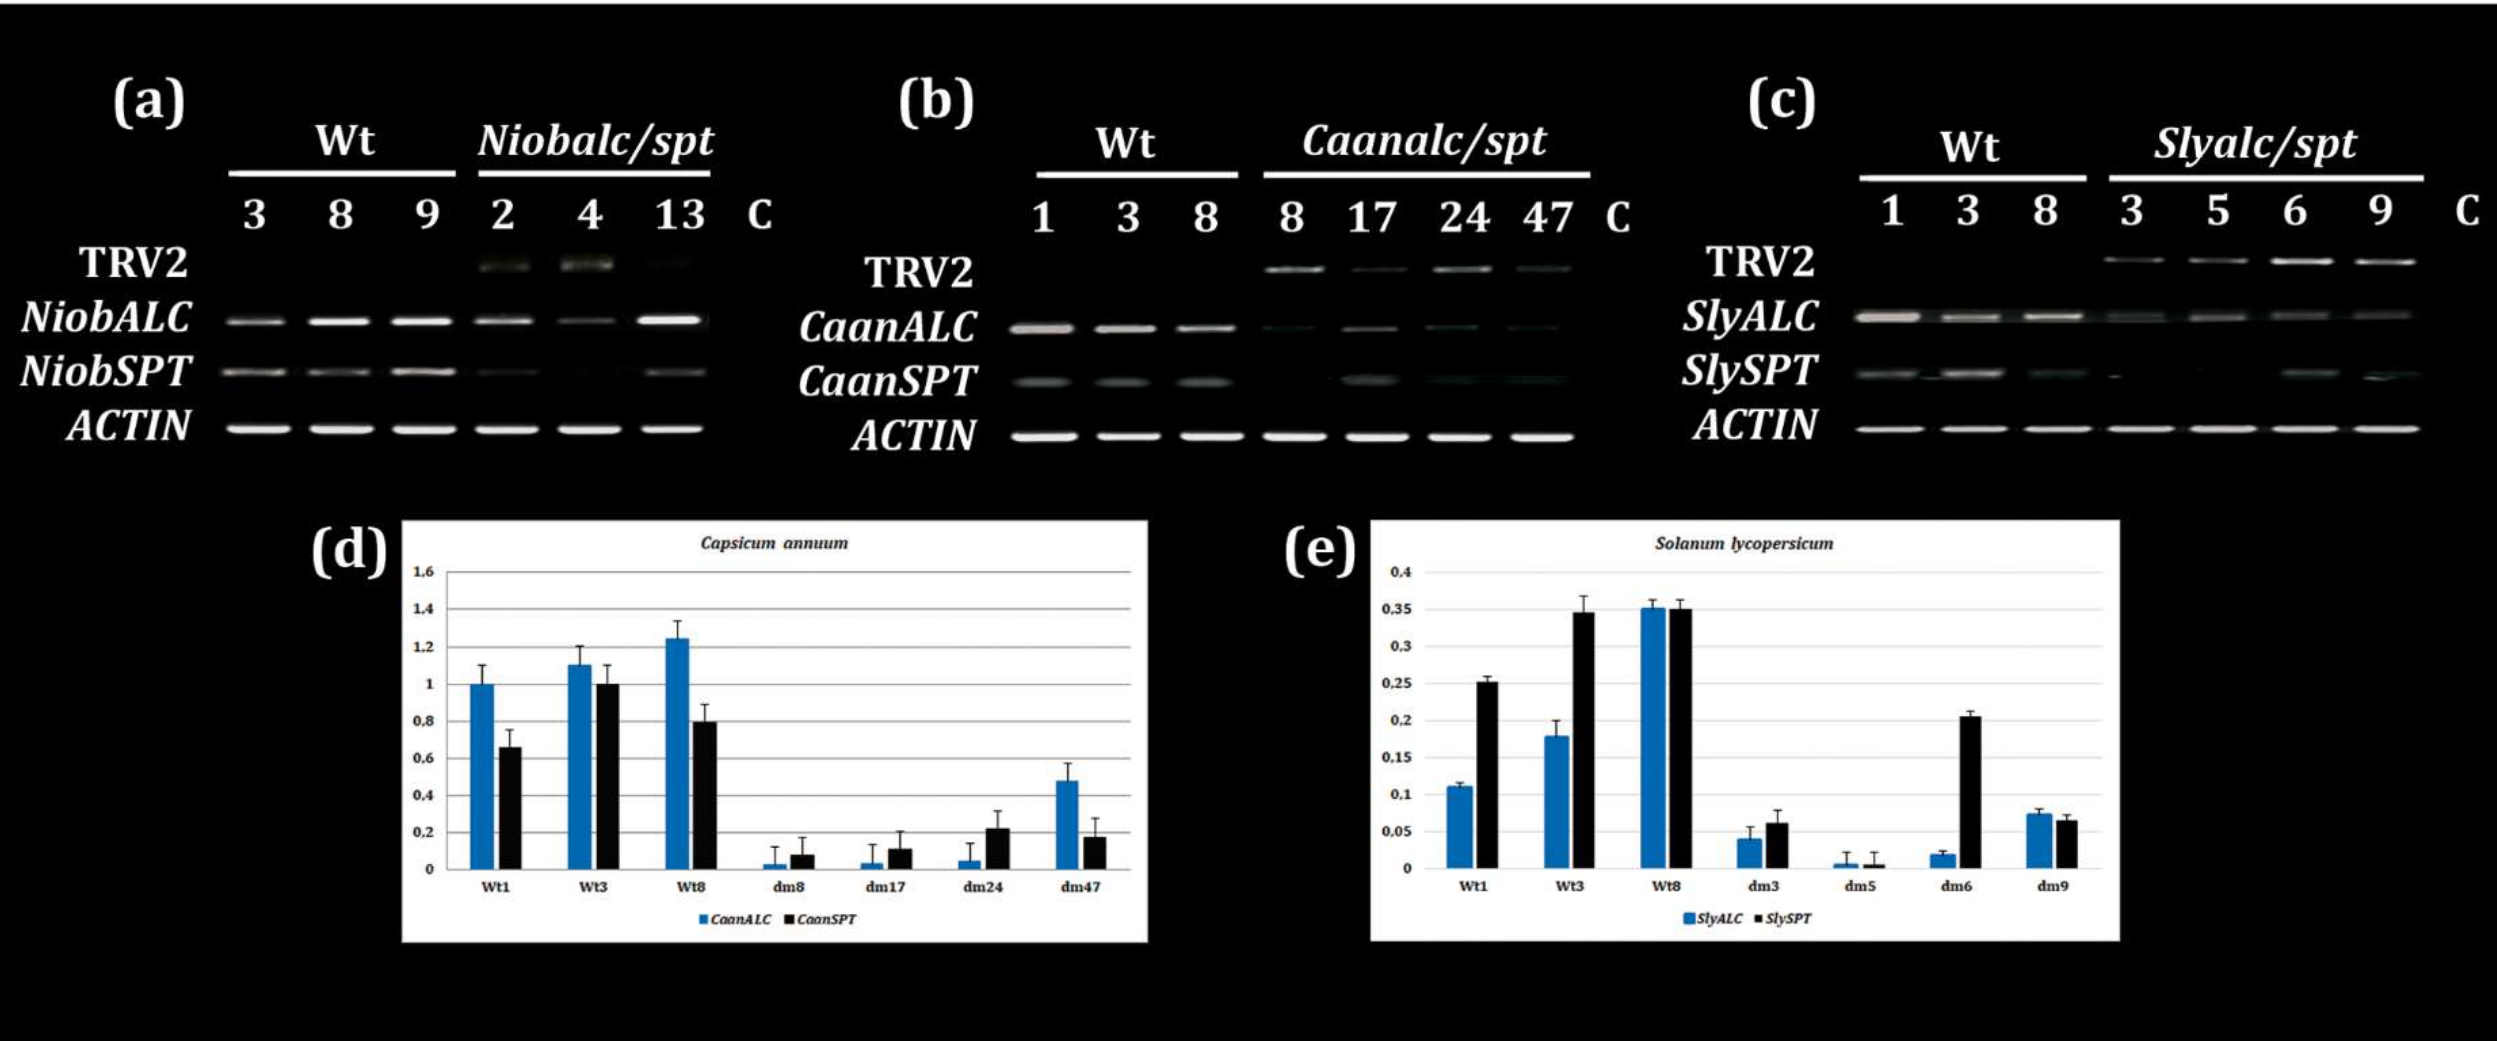 (a)
Wt Niobalc/spt
3 8 9 2 4 13 C
TRV2
NiobALC
NiobSPT
ACTIN
(b)
Wt Caanalc/spt
1 3 8 8 17 24 47 C
TRV2
CaanALC
CaanSPT
ACTIN
(c)
Wt Slyalc/spt
1 3 8 3 5 6 9 C
TRV2
SlyALC
SlySPT
ACTIN
(d)
Capsicum annuum
1,6
1,4
1,2
1
0,8
0,6
0,4
0,2
0
Wt1 Wt3 Wt8 dm8 dm17 dm24 dm47
CaanALC CaanSPT
(e)
Solanum lycopersicum
0,4
0,35
0,3
0,25
0,2
0,15
0,1
0,05
0
Wt1 Wt3 Wt8 dm3 dm5 dm6 dm9
SlyALC SlySPT